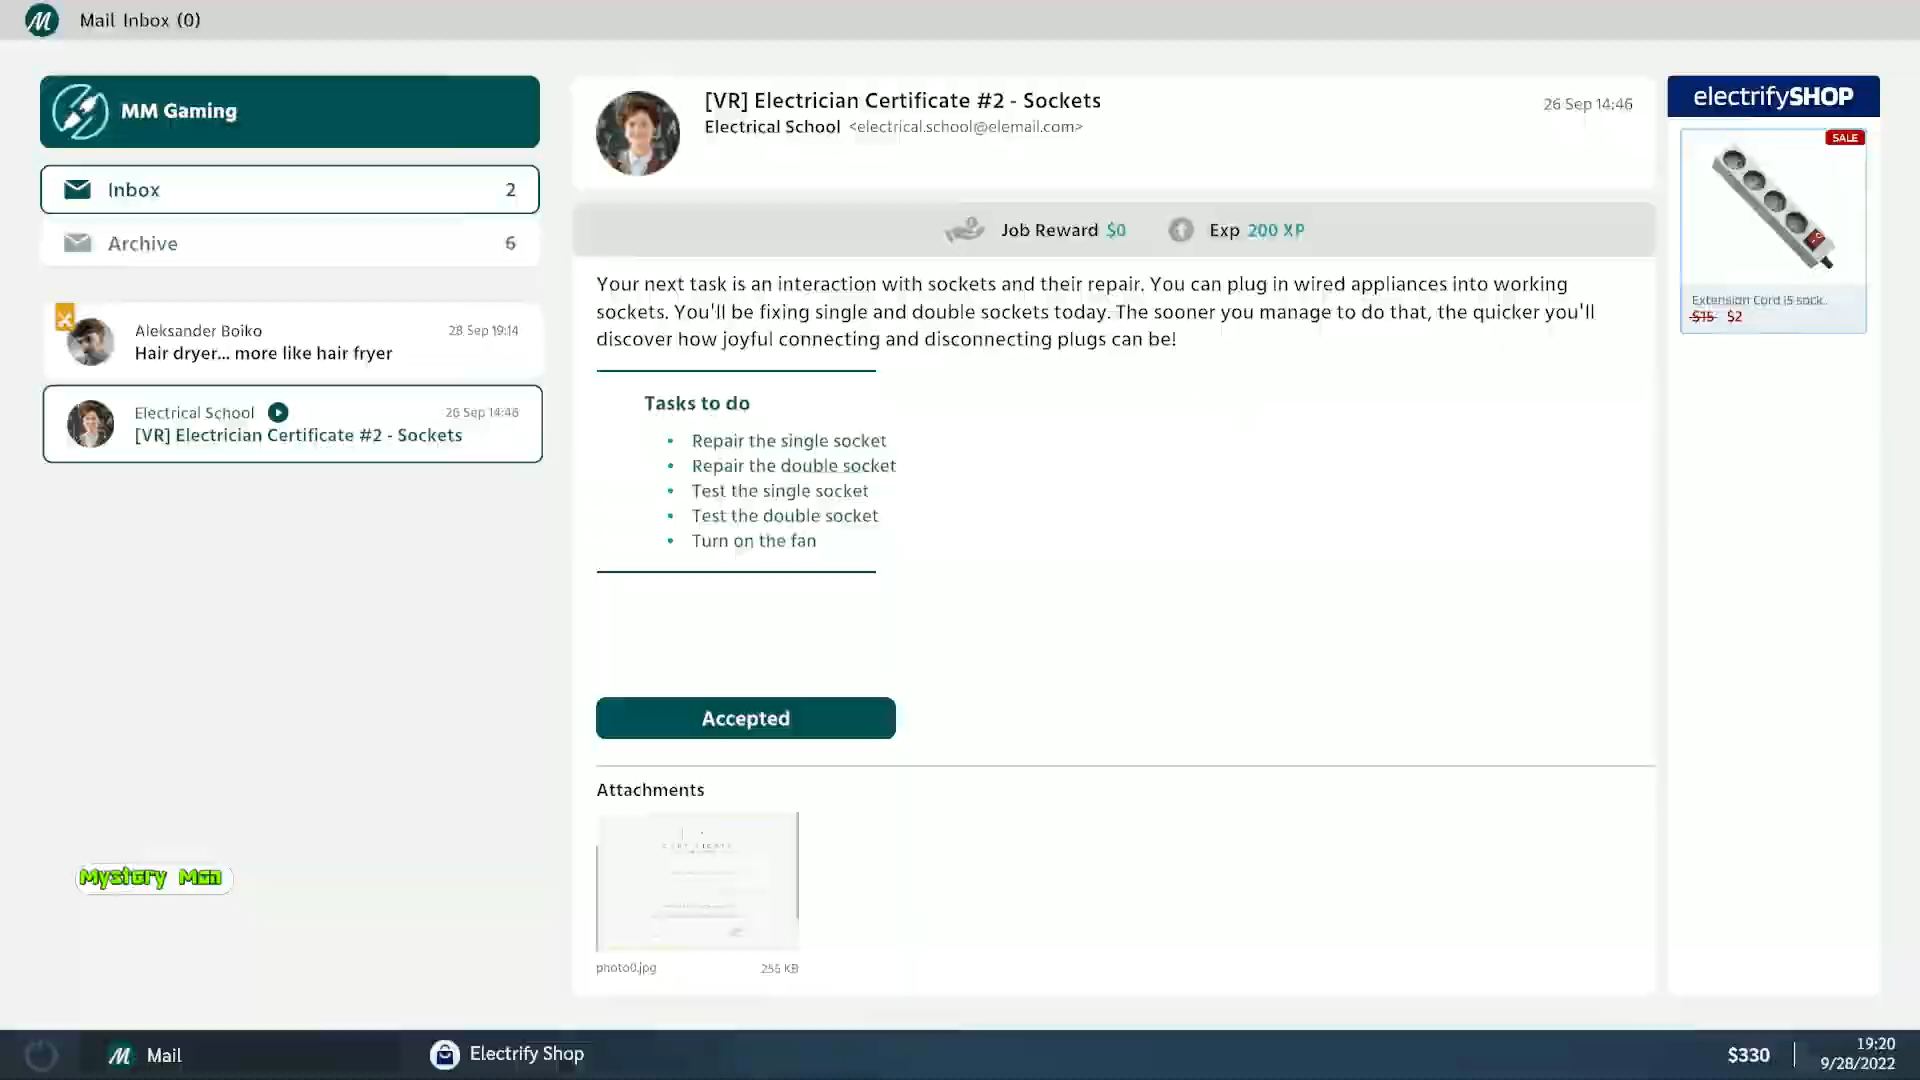 Mail Inbox (0)
MM Gaming
Inbox 2
Archive 6
Aleksander Boiko 28 Sep 19:14
Hair dryer... more like hair fryer
Electrical School 26 Sep 14:46
[VR] Electrician Certificate #2 - Sockets
Mystery Man
[VR] Electrician Certificate #2 - Sockets
26 Sep 14:46
Electrical School <electrical.school@elemail.com>
Job Reward $0 Exp 200 XP
Your next task is an interaction with sockets and their repair. You can plug in wired appliances into working
sockets. You'll be fixing single and double sockets today. The sooner you manage to do that, the quicker you'll
discover how joyful connecting and disconnecting plugs can be!
Tasks to do
• Repair the single socket
• Repair the double socket
• Test the single socket
• Test the double socket
• Turn on the fan
Accepted
Attachments
photo0.jpg 256 KB
electrifySHOP
SALE
Extension Cord (5 sock..
$15 $2
Mail
Electrify Shop
$330
19:20
9/28/2022